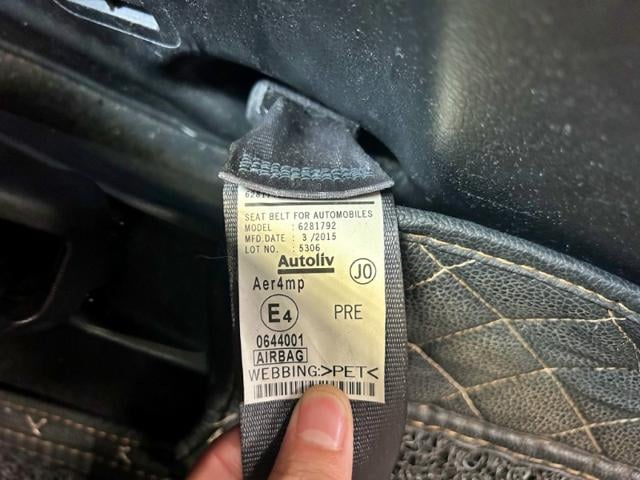 SEAT BELT FOR AUTOMOBILES
MODEL : 6281792
MFD.DATE : 3 /2015
LOT NO. : 5306
Autoliv
JO
Aer4mp
E4
PRE
0644001
AIRBAG
WEBBING:>PET<